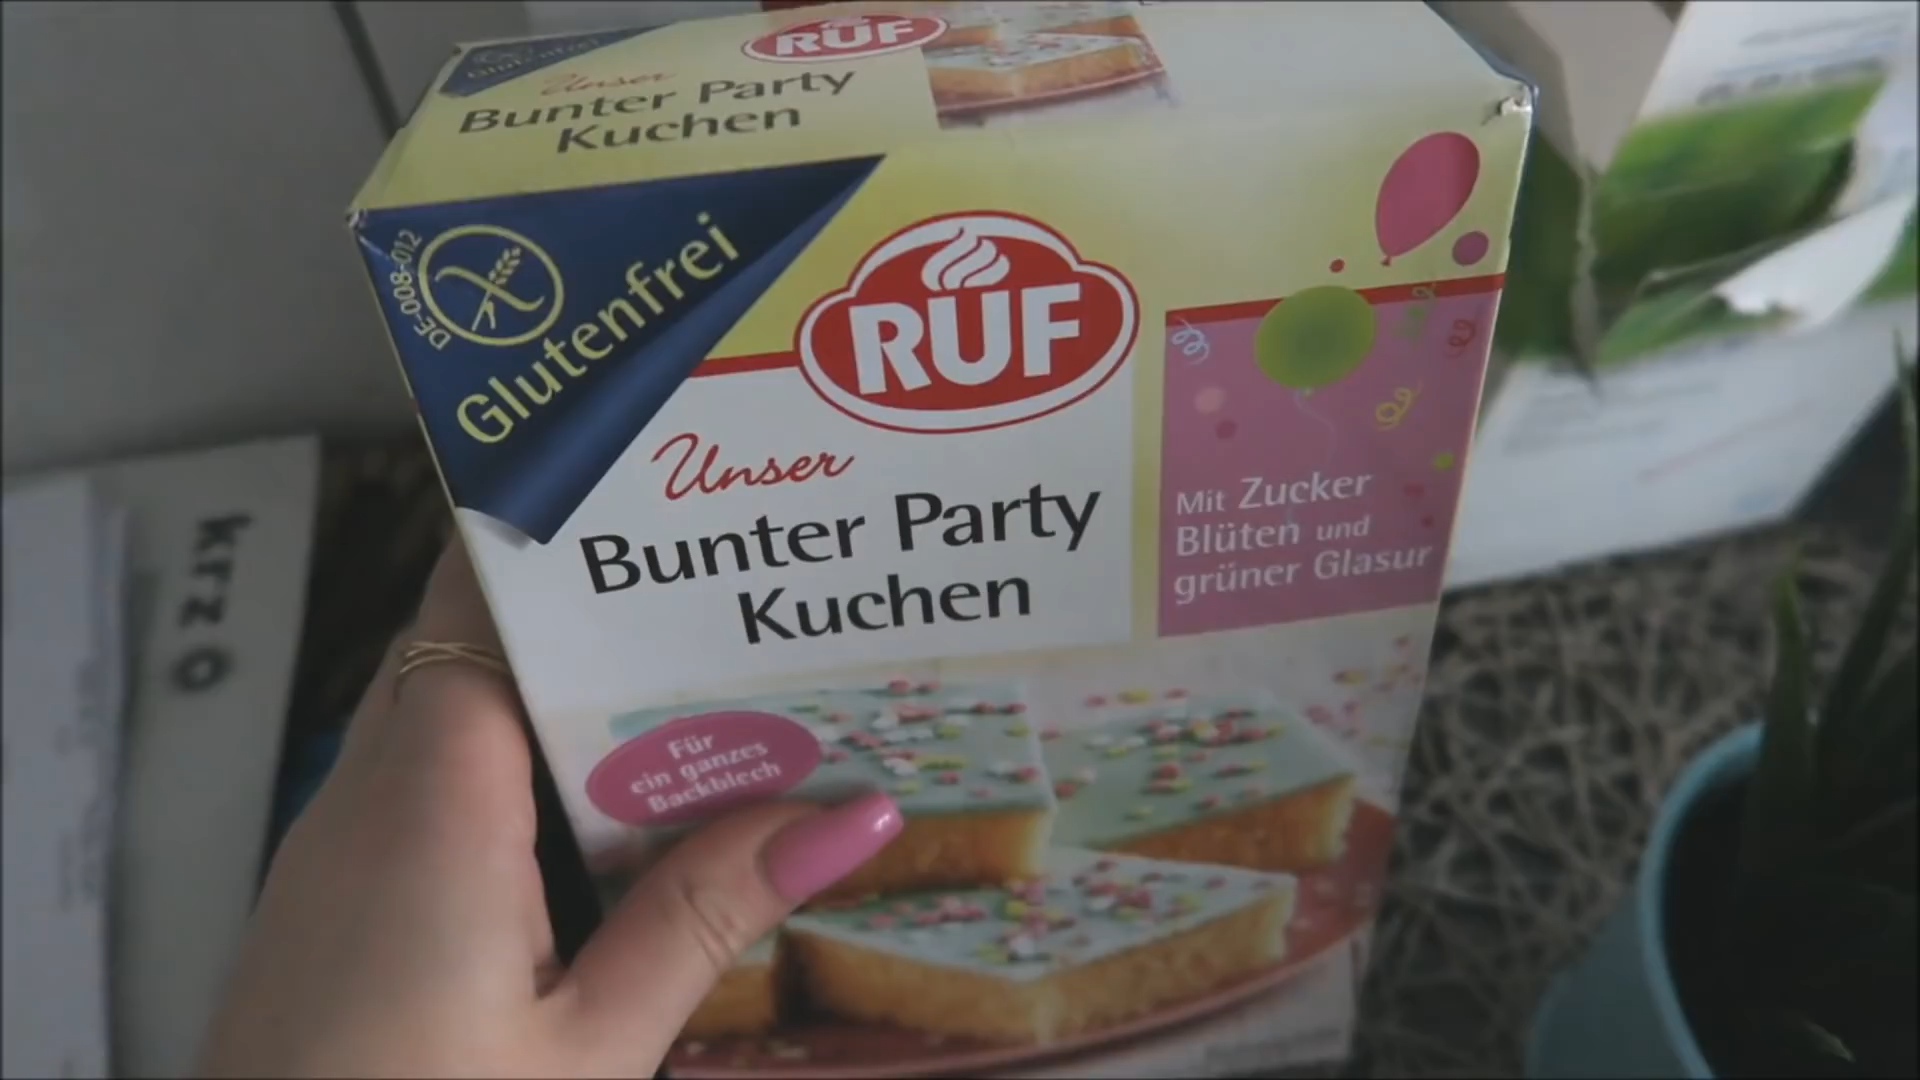 RUF
Unser
Bunter Party
Kuchen
DE-008-012
Glutenfrei
RUF
Unser
Bunter Party
Kuchen
Mit Zucker
Blüten und
grüner Glasur
Für
ein ganzes
Backblech